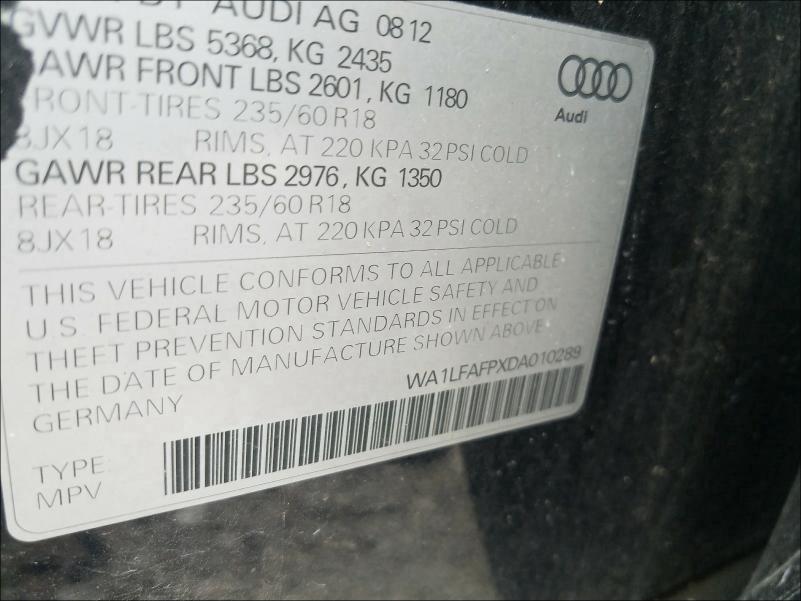 AUDI AG 0812
GVWR LBS 5368, KG 2435
GAWR FRONT LBS 2601, KG 1180
FRONT-TIRES 235/60 R18
8JX18 RIMS, AT 220 KPA 32 PSI COLD
GAWR REAR LBS 2976, KG 1350
REAR-TIRES 235/60 R18
8JX18 RIMS, AT 220 KPA 32 PSI COLD
Audi
THIS VEHICLE CONFORMS TO ALL APPLICABLE
U.S. FEDERAL MOTOR VEHICLE SAFETY AND
THEFT PREVENTION STANDARDS IN EFFECT ON
THE DATE OF MANUFACTURE SHOWN ABOVE
GERMANY
WA1LFAFPXDA010289
TYPE:
MPV